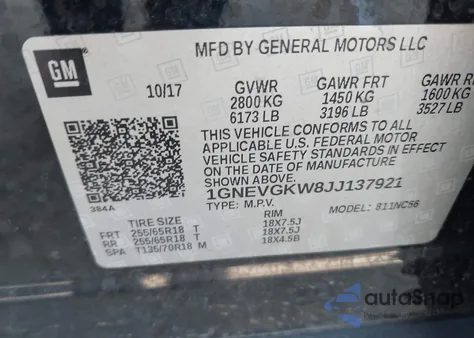 GM
MFD BY GENERAL MOTORS LLC
10/17 GVWR GAWR FRT GAWR R
2800 KG 1450 KG 1600 KG
6173 LB 3196 LB 3527 LB
THIS VEHICLE CONFORMS TO ALL
APPLICABLE U.S. FEDERAL MOTOR
VEHICLE SAFETY STANDARDS IN EFFECT
ON THE DATE OF MANUFACTURE
1GNEVGKW8JJ137921
384A
TYPE: M.P.V. MODEL: 811NCS6
TIRE SIZE RIM
FRT 255/65R18 T 18X7.5J
RR 255/65R18 T 18X7.5J
SPA T135/70R18 M 18X4.5B
autoSnap